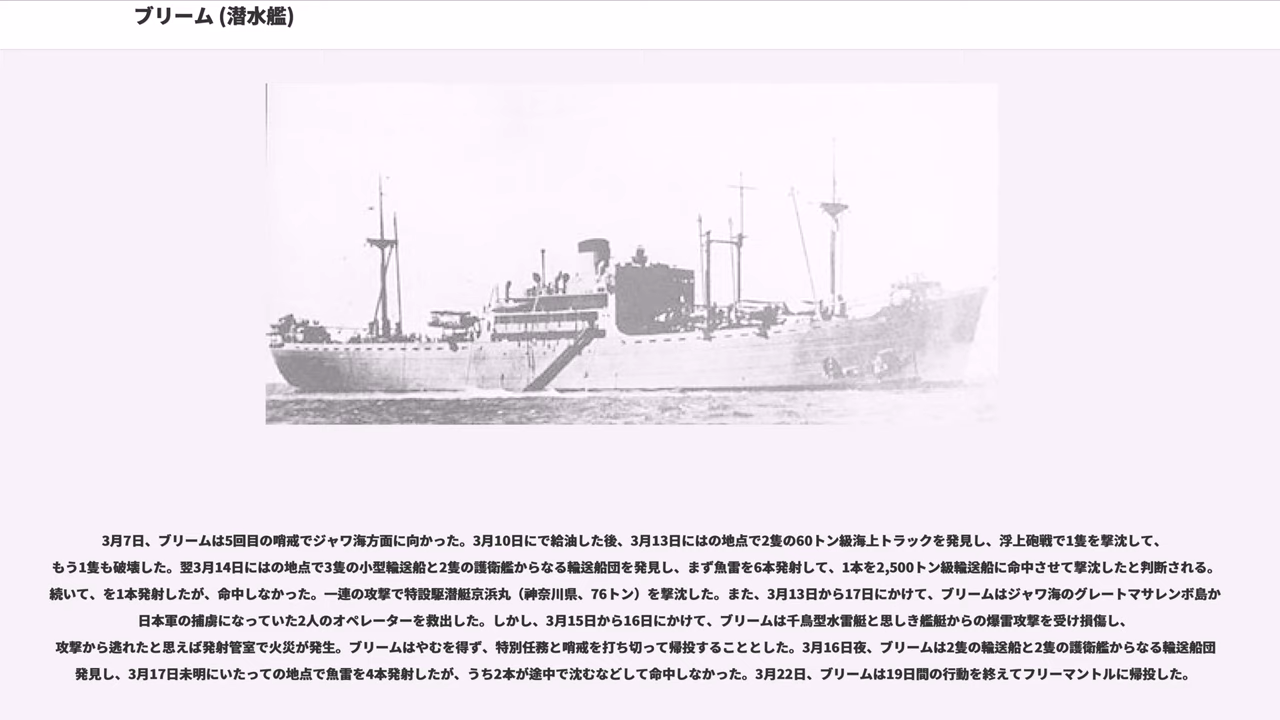 ブリーム (潜水艦)
3月7日、ブリームは5回目の哨戒でジャワ海方面に向かった。3月10日にで給油した後、3月13日にはの地点で2隻の60トン級海上トラックを発見し、浮上砲戦で1隻を撃沈して、
もう1隻も破壊した。翌3月14日にはの地点で3隻の小型輸送船と2隻の護衛艦からなる輸送船団を発見し、まず魚雷を6本発射して、1本を2,500トン級輸送船に命中させて撃沈したと判断される。
続いて、を1本発射したが、命中しなかった。一連の攻撃で特設駆潜艇京浜丸（神奈川県、76トン）を撃沈した。また、3月13日から17日にかけて、ブリームはジャワ海のグレートマサレンボ島か
日本軍の捕虜になっていた2人のオペレーターを救出した。しかし、3月15日から16日にかけて、ブリームは千鳥型水雷艇と思しき艦艇からの爆雷攻撃を受け損傷し、
攻撃から逃れたと思えば発射管室で火災が発生。ブリームはやむを得ず、特別任務と哨戒を打ち切って帰投することとした。3月16日夜、ブリームは2隻の輸送船と2隻の護衛艦からなる輸送船団
発見し、3月17日未明にいたっての地点で魚雷を4本発射したが、うち2本が途中で沈むなどして命中しなかった。3月22日、ブリームは19日間の行動を終えてフリーマントルに帰投した。